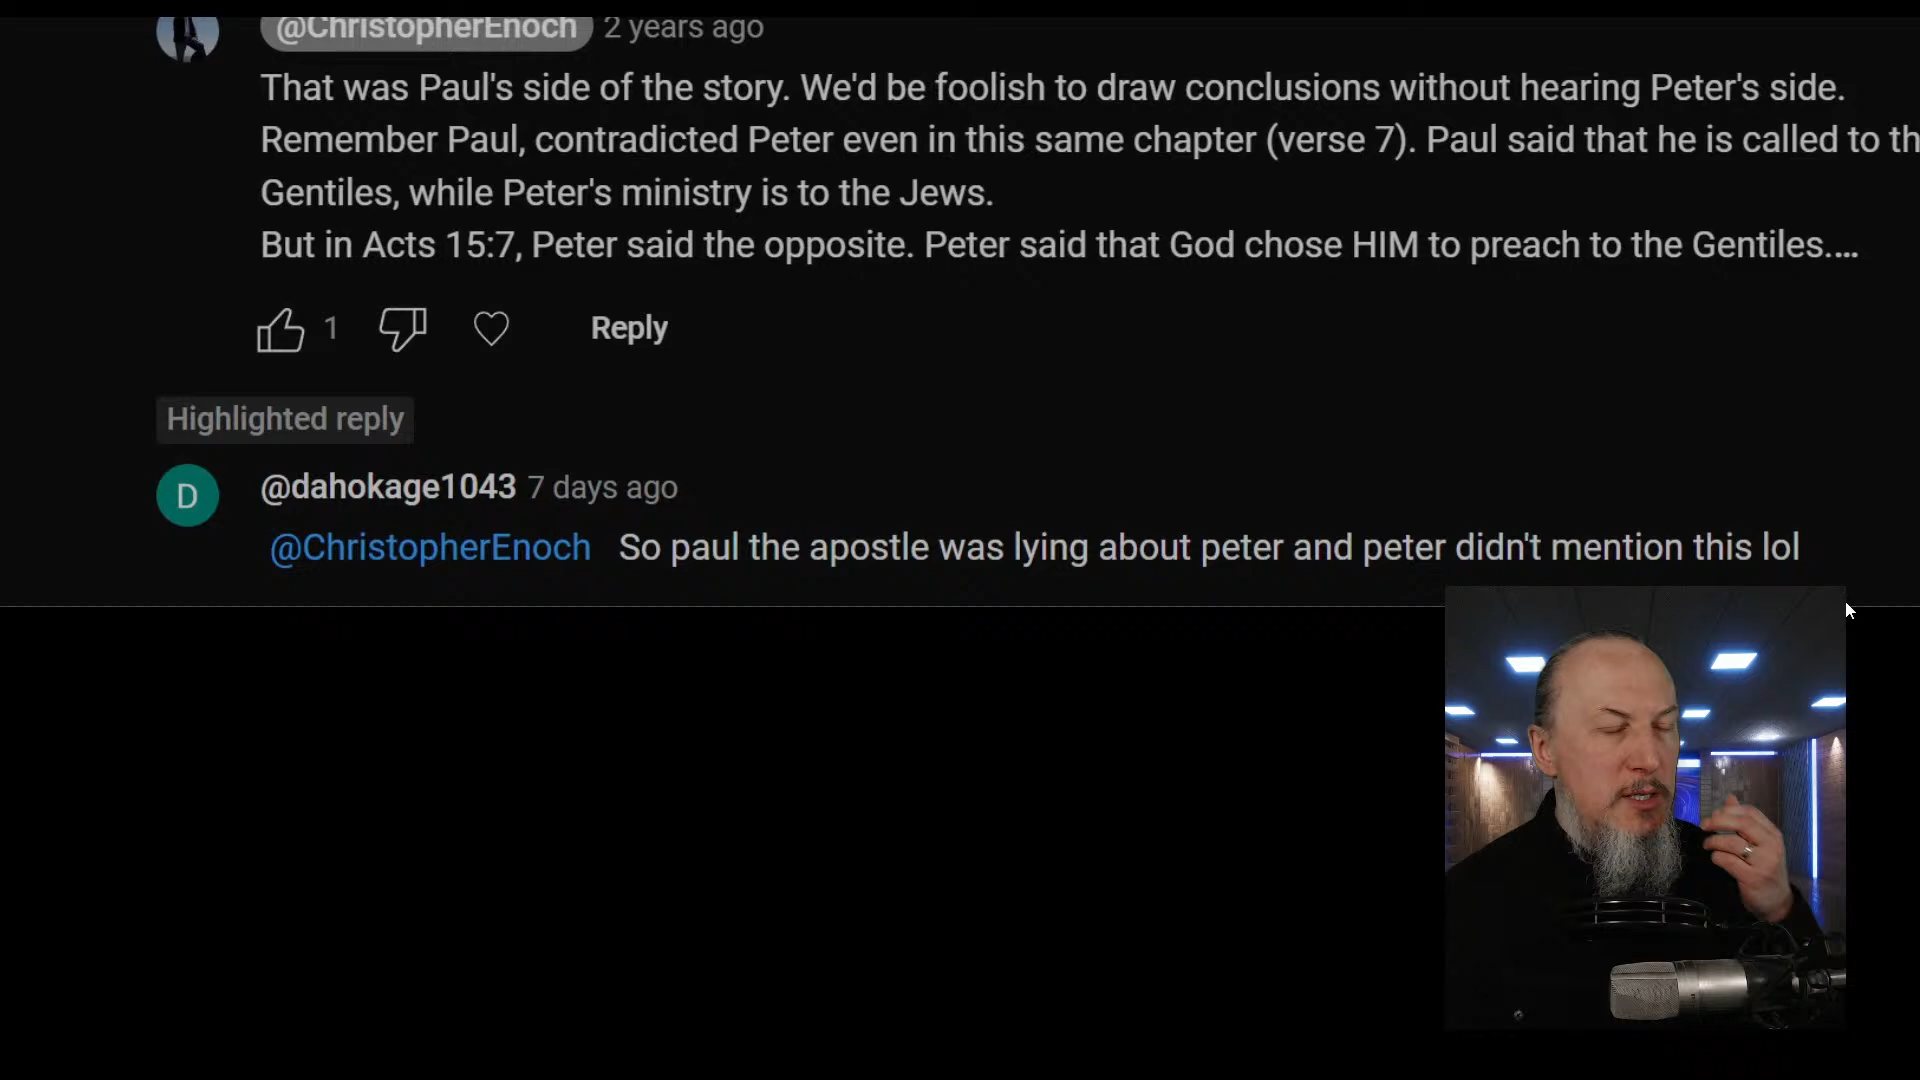 @ChristopherEnoch 2 years ago
That was Paul's side of the story. We'd be foolish to draw conclusions without hearing Peter's side.
Remember Paul, contradicted Peter even in this same chapter (verse 7). Paul said that he is called to th
Gentiles, while Peter's ministry is to the Jews.
But in Acts 15:7, Peter said the opposite. Peter said that God chose HIM to preach to the Gentiles....
1 Reply
Highlighted reply
D
@dahokage1043 7 days ago
@ChristopherEnoch So paul the apostle was lying about peter and peter didn't mention this lol